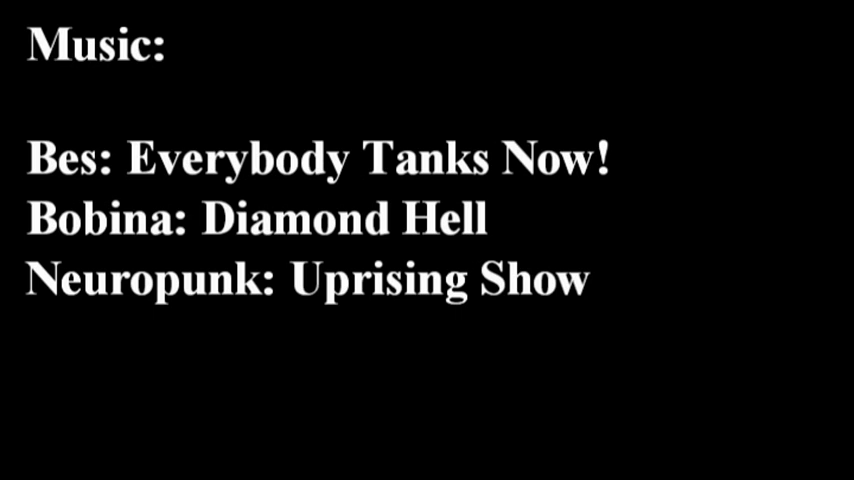 Music:
Bes: Everybody Tanks Now!
Bobina: Diamond Hell
Neuropunk: Uprising Show